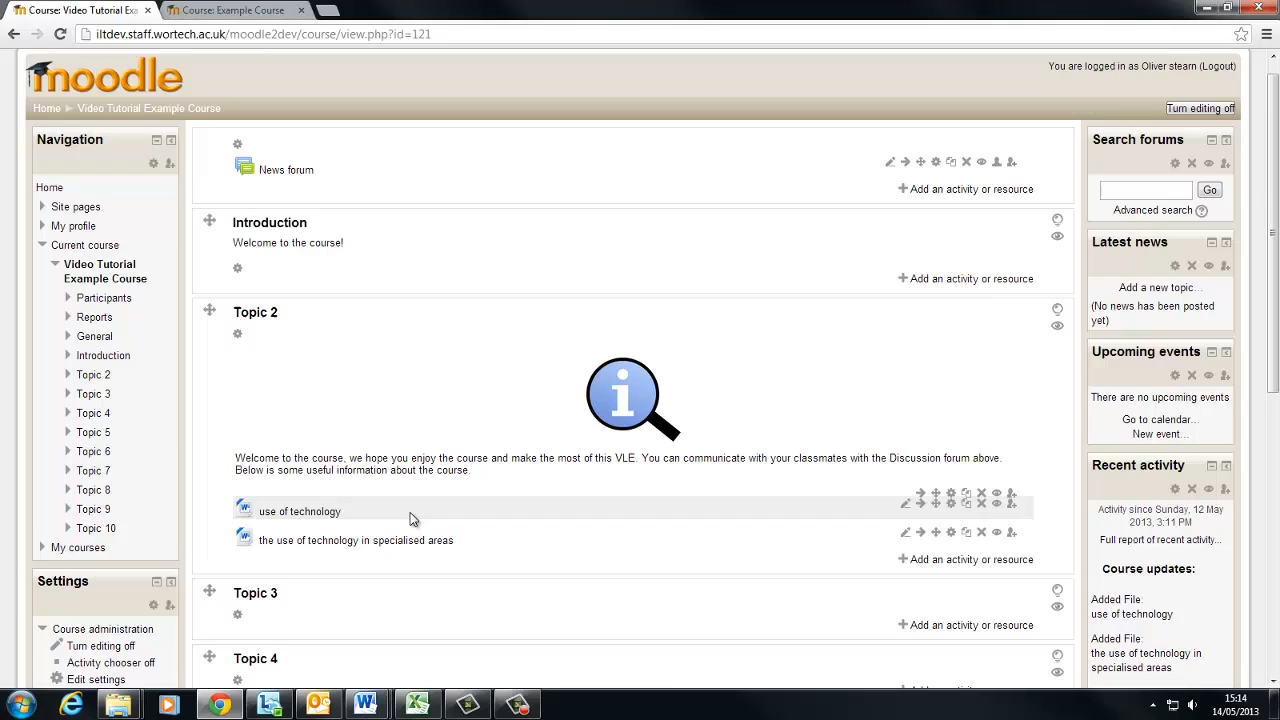 Course: Video Tutorial Exa
Course: Example Course
iltdev.staff.wortech.ac.uk/moodle2dev/course/view.php?id=121
moodle
You are logged in as Oliver stearn (Logout)
Home
Video Tutorial Example Course
Turn editing off
Navigation
Home
Site pages
My profile
Current course
Video Tutorial
Example Course
Participants
Reports
General
Introduction
Topic 2
Topic 3
Topic 4
Topic 5
Topic 6
Topic 7
Topic 8
Topic 9
Topic 10
My courses
Settings
Course administration
Turn editing off
Activity chooser off
Edit settings
News forum
Add an activity or resource
Introduction
Welcome to the course!
Add an activity or resource
Topic 2
i
Welcome to the course, we hope you enjoy the course and make the most of this VLE. You can communicate with your classmates with the Discussion forum above.
Below is some useful information about the course.
use of technology
the use of technology in specialised areas
Add an activity or resource
Topic 3
Add an activity or resource
Topic 4
Search forums
Go
Advanced search ?
Latest news
Add a new topic...
(No news has been posted
yet)
Upcoming events
There are no upcoming events
Go to calendar...
New event...
Recent activity
Activity since Sunday, 12 May
2013, 3:11 PM
Full report of recent activity...
Course updates:
Added File:
use of technology
Added File:
the use of technology in
specialised areas
15:14
14/05/2013